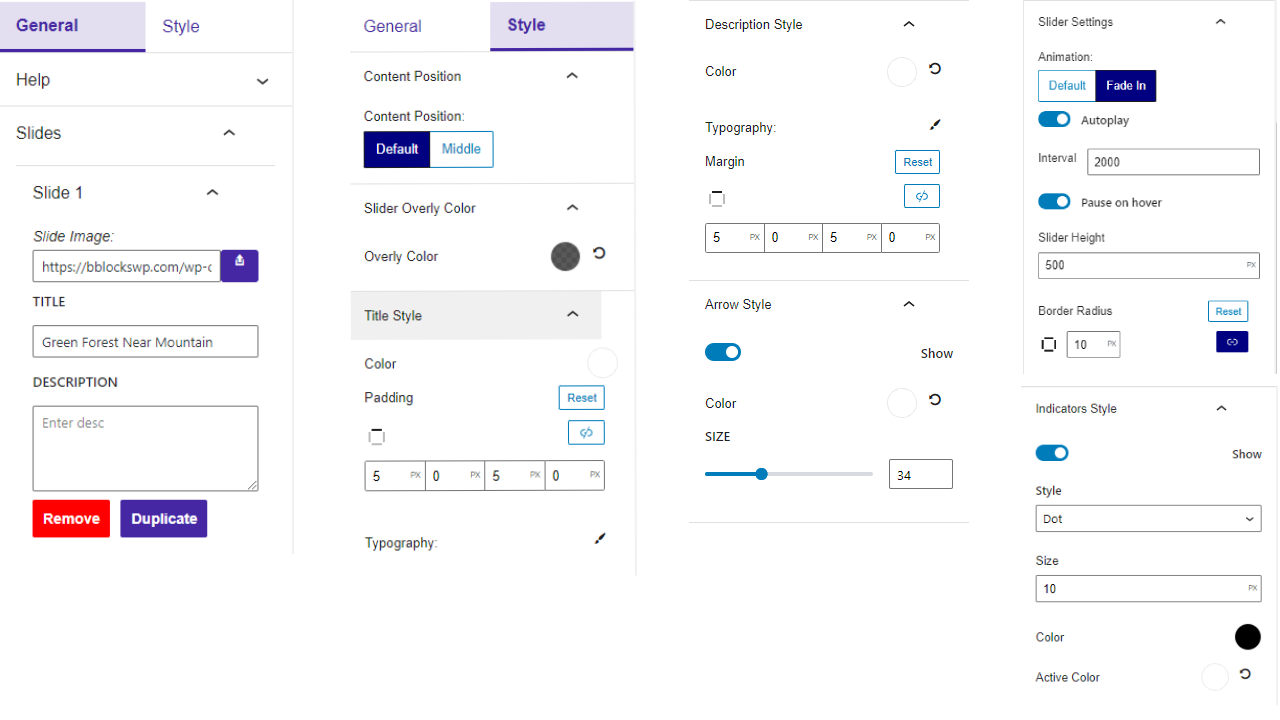 General
Style
Help
Slides
Slide 1
Slide Image:
https://bblockswp.com/wp-c
TITLE
Green Forest Near Mountain
DESCRIPTION
Enter desc
Remove
Duplicate
General
Style
Content Position
Content Position:
Default
Middle
Slider Overly Color
Overly Color
Title Style
Color
Padding
Reset
5 PX 0 PX 5 PX 0 PX
Typography:
Description Style
Color
Typography:
Margin
Reset
5 PX 0 PX 5 PX 0 PX
Arrow Style
Show
Color
SIZE
34
Slider Settings
Animation:
Default
Fade In
Autoplay
Interval
2000
Pause on hover
Slider Height
500 PX
Border Radius
Reset
10 PX
Indicators Style
Show
Style
Dot
Size
10 PX
Color
Active Color